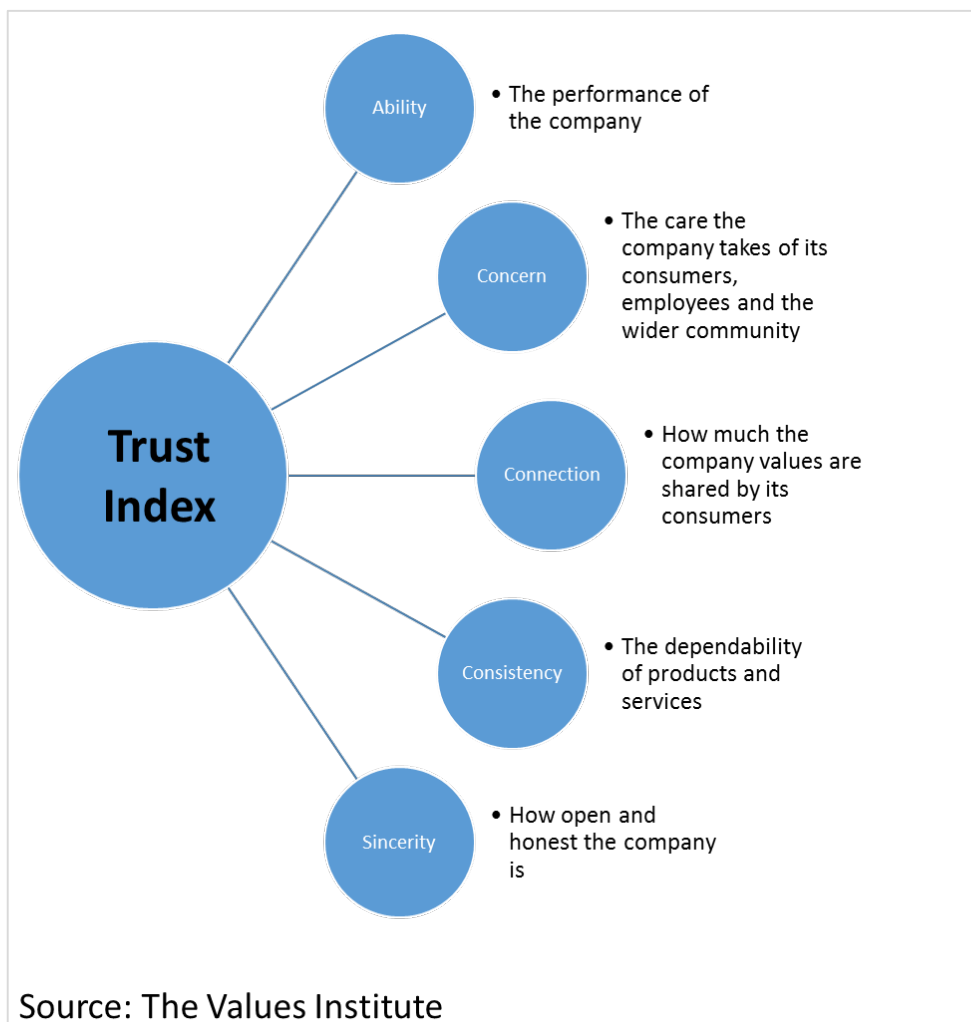 Ability
• The performance of
the company
Concern
• The care the
company takes of its
consumers,
employees and the
wider community
Trust
Index
Connection
• How much the
company values are
shared by its
consumers
Consistency
• The dependability
of products and
services
Sincerity
• How open and
honest the company
is
Source: The Values Institute